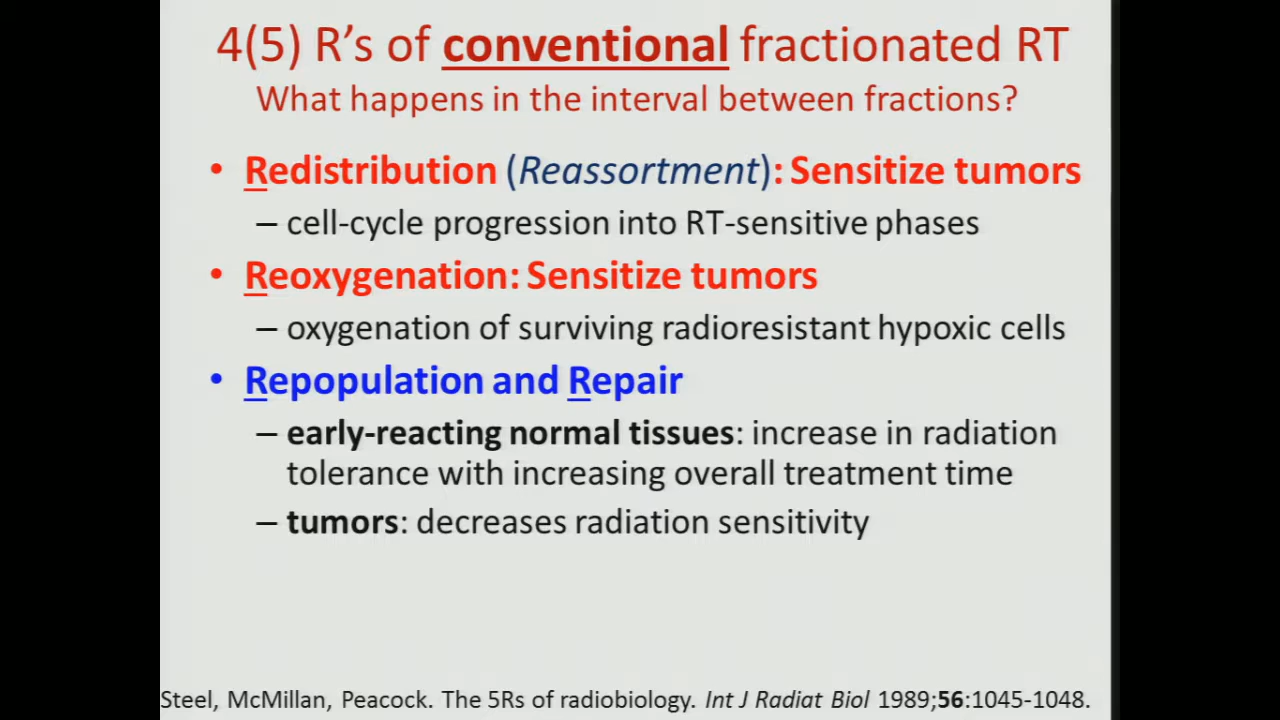 4(5) R’s of conventional fractionated RT
What happens in the interval between fractions?
• Redistribution (Reassortment): Sensitize tumors
– cell-cycle progression into RT-sensitive phases
• Reoxygenation: Sensitize tumors
– oxygenation of surviving radioresistant hypoxic cells
• Repopulation and Repair
– early-reacting normal tissues: increase in radiation
tolerance with increasing overall treatment time
– tumors: decreases radiation sensitivity
Steel, McMillan, Peacock. The 5Rs of radiobiology. Int J Radiat Biol 1989;56:1045-1048.